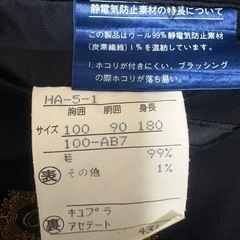 静電気防止素材の特長について
この製品はウール99%静電気防止素材
(炭素繊維)1%を混紡しています。
1.ホコリが付きにくい、ブラッシング
の際ホコリが落ち易い。
HA-5-1
胸囲 胴囲 身長
サイズ 100 90 180
100-AB7
表 毛 99%
その他 1%
裏 キュプラ
アセテート